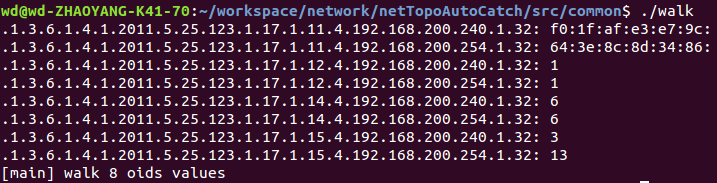 wd@wd-ZHAOYANG-K41-70:~/workspace/network/netTopoAutoCatch/src/common$ ./walk
.1.3.6.1.4.1.2011.5.25.123.1.17.1.11.4.192.168.200.240.1.32: f0:1f:af:e3:e7:9c:
.1.3.6.1.4.1.2011.5.25.123.1.17.1.11.4.192.168.200.254.1.32: 64:3e:8c:8d:34:86:
.1.3.6.1.4.1.2011.5.25.123.1.17.1.12.4.192.168.200.240.1.32: 1
.1.3.6.1.4.1.2011.5.25.123.1.17.1.12.4.192.168.200.254.1.32: 1
.1.3.6.1.4.1.2011.5.25.123.1.17.1.14.4.192.168.200.240.1.32: 6
.1.3.6.1.4.1.2011.5.25.123.1.17.1.14.4.192.168.200.254.1.32: 6
.1.3.6.1.4.1.2011.5.25.123.1.17.1.15.4.192.168.200.240.1.32: 3
.1.3.6.1.4.1.2011.5.25.123.1.17.1.15.4.192.168.200.254.1.32: 13
[main] walk 8 oids values